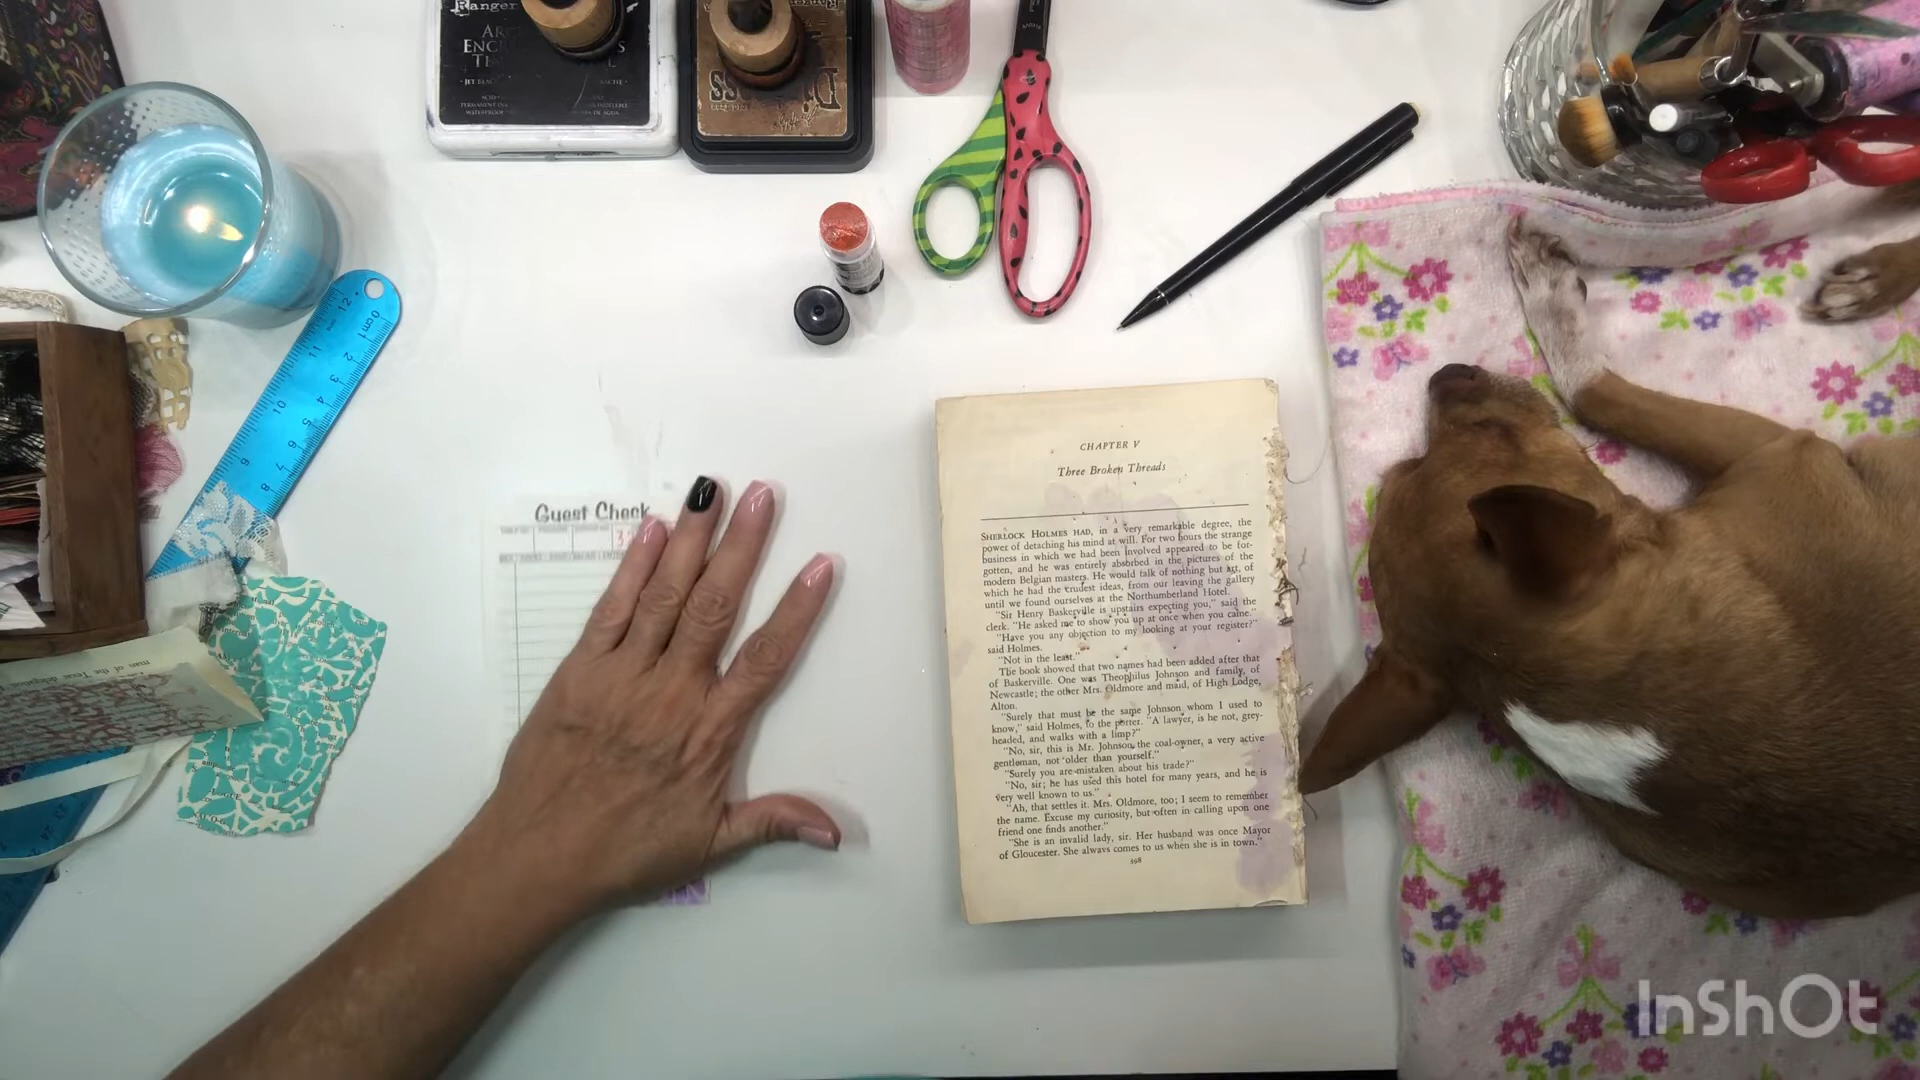 Ranger
Guest Check
CHAPTER V
Three Broken Threads
SHERLOCK HOLMES HAD, in a very remarkable degree, the
power of detaching his mind at will. For two hours the strange
business in which we had been involved appeared to be for-
gotten, and he was entirely absorbed in the pictures of the
modern Belgian masters. He would talk of nothing but art, of
which he had the crudest ideas, from our leaving the gallery
until we found ourselves at the Northumberland Hotel.
"Sir Henry Baskerville is upstairs expecting you," said the
clerk. "He asked me to show you up at once when you came."
"Have you any objection to my looking at your register?"
said Holmes.
"Not in the least."
The book showed that two names had been added after that
of Baskerville. One was Theophilus Johnson and family, of
Newcastle; the other Mrs. Oldmore and maid, of High Lodge,
Alton.
"Surely that must be the same Johnson whom I used to
know," said Holmes, to the porter. "A lawyer, is he not, grey-
headed, and walks with a limp?"
"No, sir, this is Mr. Johnson, the coal-owner, a very active
gentleman, not older than yourself."
"Surely you are mistaken about his trade?"
"No, sir; he has used this hotel for many years, and he is
very well known to us."
"Ah, that settles it. Mrs. Oldmore, too; I seem to remember
the name. Excuse my curiosity, but often in calling upon one
friend one finds another."
"She is an invalid lady, sir. Her husband was once Mayor
of Gloucester. She always comes to us when she is in town."
398
man of the Year
InShOt